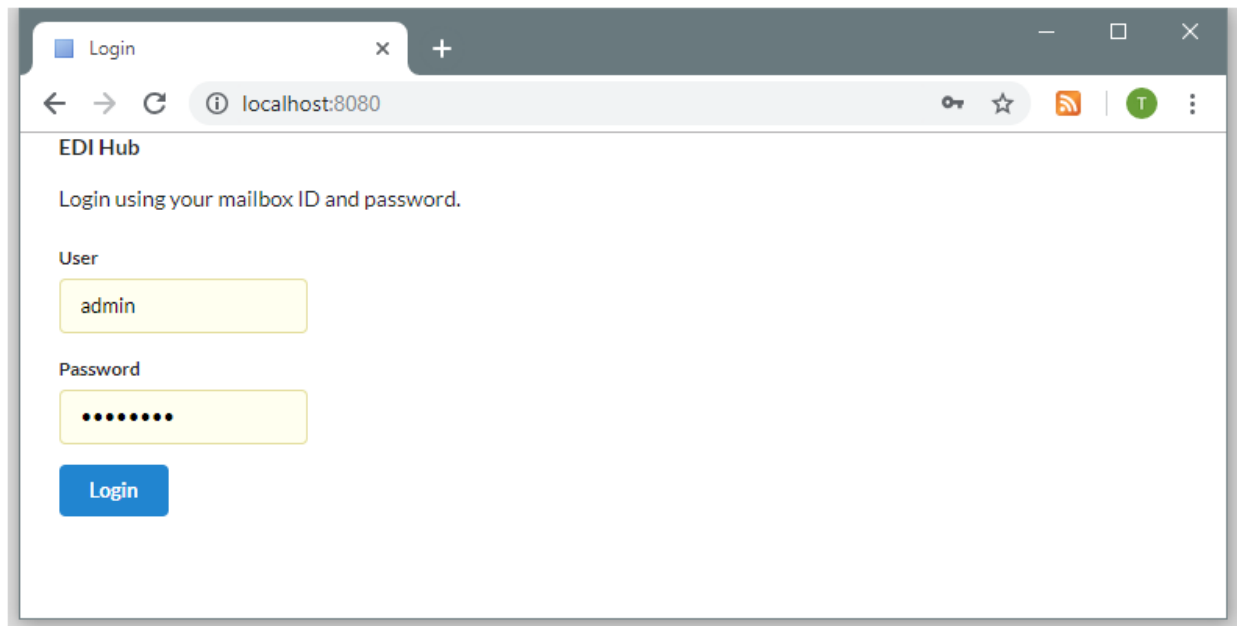 Login
localhost:8080
T
EDI Hub
Login using your mailbox ID and password.
User
admin
Password
••••••••
Login